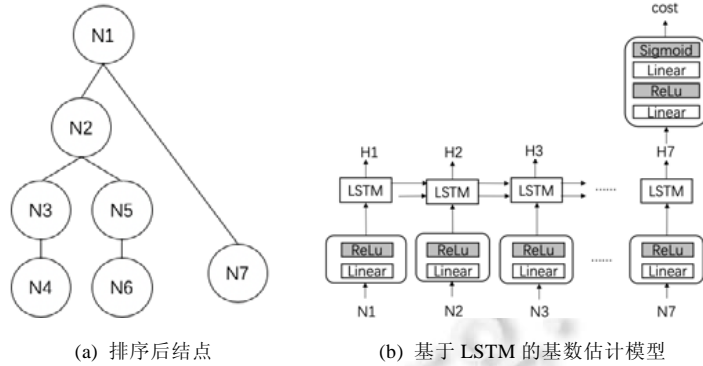 N1
N2
N3
N5
N4
N6
N7
(a) 排序后结点
cost
Sigmoid
Linear
ReLu
Linear
H1 H2 H3 H7
LSTM LSTM LSTM ...... LSTM
ReLu ReLu ReLu ...... ReLu
Linear Linear Linear Linear
N1 N2 N3 N7
(b) 基于 LSTM 的基数估计模型